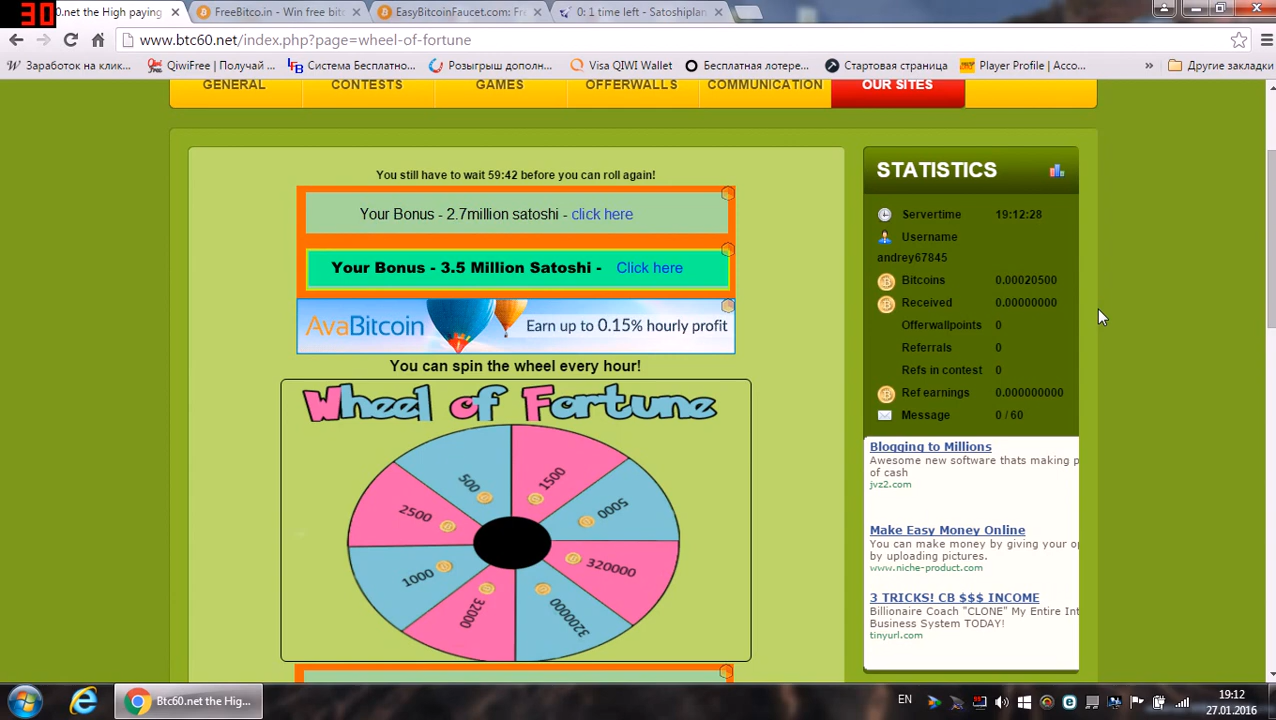 30
.net the High paying
FreeBitco.in - Win free bit
EasyBitcoinFaucet.com: Fre
0: 1 time left - Satoshiplan
www.btc60.net/index.php?page=wheel-of-fortune
Заработок на клик...
QiwiFree | Получай ...
Система Бесплатно...
Розыгрыш дополн...
Visa QIWI Wallet
Бесплатная лотере...
Стартовая страница
Player Profile | Acco...
»
Другие закладки
GENERAL
CONTESTS
GAMES
OFFERWALLS
COMMUNICATION
OUR SITES
You still have to wait 59:42 before you can roll again!
Your Bonus - 2.7million satoshi - click here
Your Bonus - 3.5 Million Satoshi - Click here
AvaBitcoin Earn up to 0.15% hourly profit
You can spin the wheel every hour!
Wheel of Fortune
500
1500
2500
5000
1000
320000
32000
3200000
STATISTICS
Servertime 19:12:28
Username
andrey67845
Bitcoins 0.00020500
Received 0.00000000
Offerwallpoints 0
Referrals 0
Refs in contest 0
Ref earnings 0.000000000
Message 0 / 60
Blogging to Millions
Awesome new software thats making p
of cash
jvz2.com
Make Easy Money Online
You can make money by giving your op
by uploading pictures.
www.niche-product.com
3 TRICKS! CB $$$ INCOME
Billionaire Coach "CLONE" My Entire Int
Business System TODAY!
tinyurl.com
Btc60.net the Hig...
EN
19:12
27.01.2016